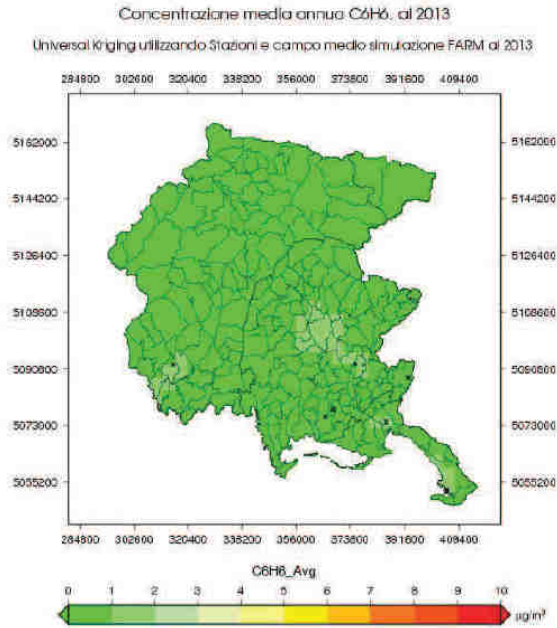 Concentrazione media annua C6H6. al 2013
Universal Kriging utilizzando Stazioni e campo medio simulazione FARM al 2013
284800 302600 320400 338200 356000 373800 391600 409400
5162000 5162000
5144200 5144200
5126400 5126400
5108600 5108600
5090800 5090800
5073000 5073000
5055200 5055200
284800 302600 320400 338200 356000 373800 391600 409400
C6H6_Avg
0 1 2 3 4 5 6 7 8 9 10
µg/m³